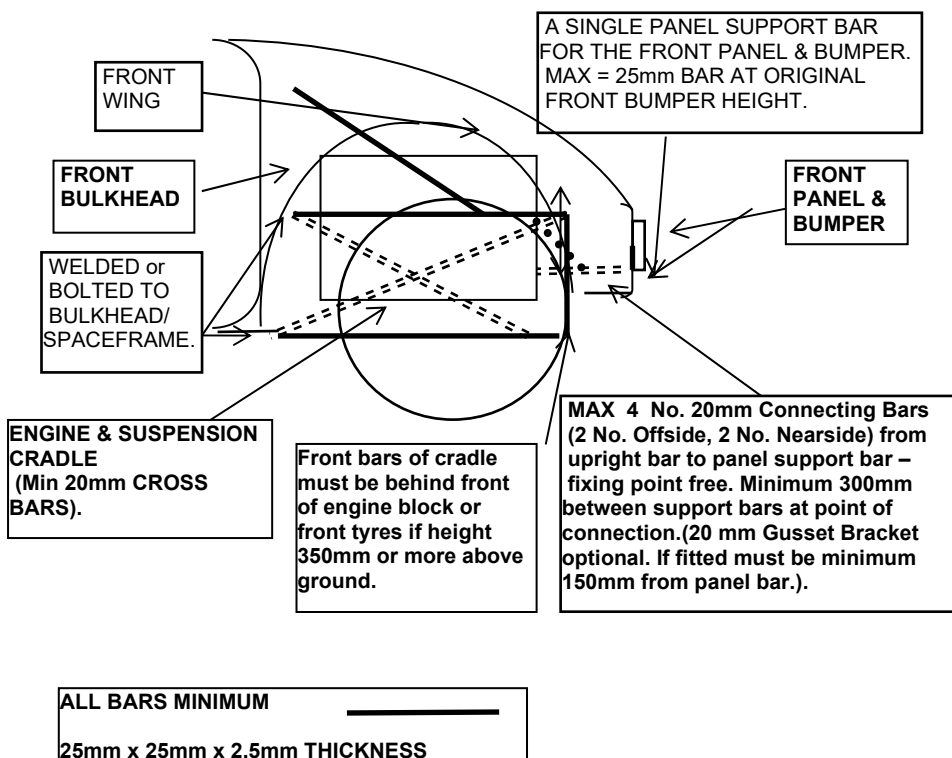 A SINGLE PANEL SUPPORT BAR
FOR THE FRONT PANEL & BUMPER.
MAX = 25mm BAR AT ORIGINAL
FRONT BUMPER HEIGHT.
FRONT
WING
FRONT
BULKHEAD
FRONT
PANEL &
BUMPER
WELDED or
BOLTED TO
BULKHEAD/
SPACEFRAME.
ENGINE & SUSPENSION
CRADLE
(Min 20mm CROSS
BARS).
Front bars of cradle
must be behind front
of engine block or
front tyres if height
350mm or more above
ground.
MAX 4 No. 20mm Connecting Bars
(2 No. Offside, 2 No. Nearside) from
upright bar to panel support bar –
fixing point free. Minimum 300mm
between support bars at point of
connection.(20 mm Gusset Bracket
optional. If fitted must be minimum
150mm from panel bar.).
ALL BARS MINIMUM
25mm x 25mm x 2.5mm THICKNESS